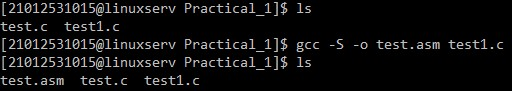 [21012531015@linuxserv Practical_1]$ ls
test.c  test1.c
[21012531015@linuxserv Practical_1]$ gcc -S -o test.asm test1.c
[21012531015@linuxserv Practical_1]$ ls
test.asm  test.c  test1.c